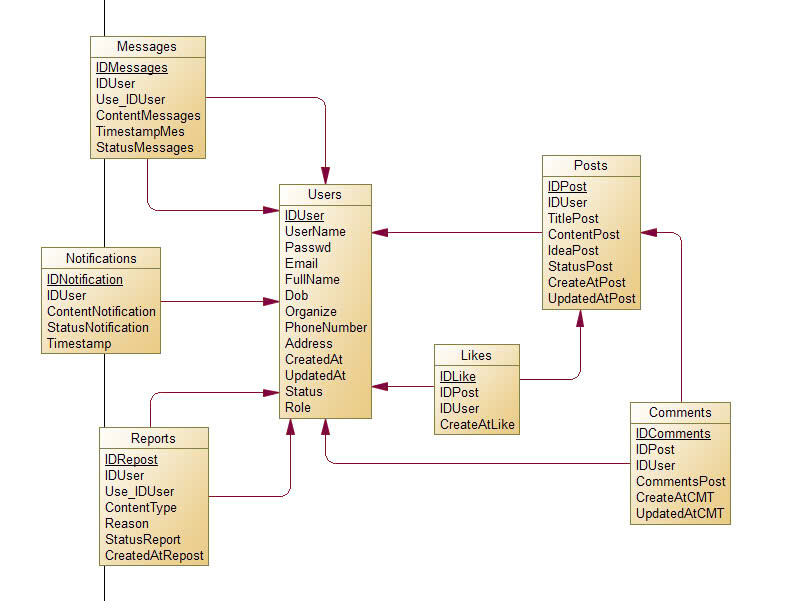 Messages
IDMessages
IDUser
Use_IDUser
ContentMessages
TimestampMes
StatusMessages
Users
IDUser
UserName
Passwd
Email
FullName
Dob
Organize
PhoneNumber
Address
CreatedAt
UpdatedAt
Status
Role
Posts
IDPost
IDUser
TitlePost
ContentPost
IdeaPost
StatusPost
CreateAtPost
UpdatedAtPost
Notifications
IDNotification
IDUser
ContentNotification
StatusNotification
Timestamp
Likes
IDLike
IDPost
IDUser
CreateAtLike
Comments
IDComments
IDPost
IDUser
CommentsPost
CreateAtCMT
UpdatedAtCMT
Reports
IDRepost
IDUser
Use_IDUser
ContentType
Reason
StatusReport
CreatedAtRepost